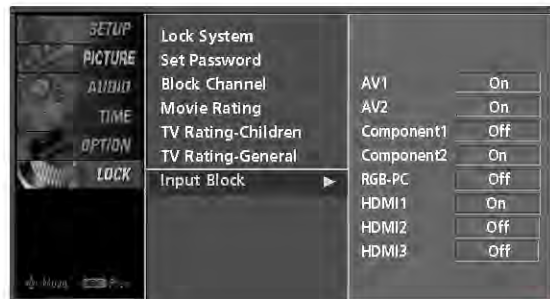 SETUP
PICTURE
AUDIO
TIME
OPTION
LOCK
Move
Prev
Lock System
Set Password
Block Channel
Movie Rating
TV Rating-Children
TV Rating-General
Input Block ►
AV1 On
AV2 On
Component1 Off
Component2 On
RGB-PC Off
HDMI1 On
HDMI2 Off
HDMI3 Off